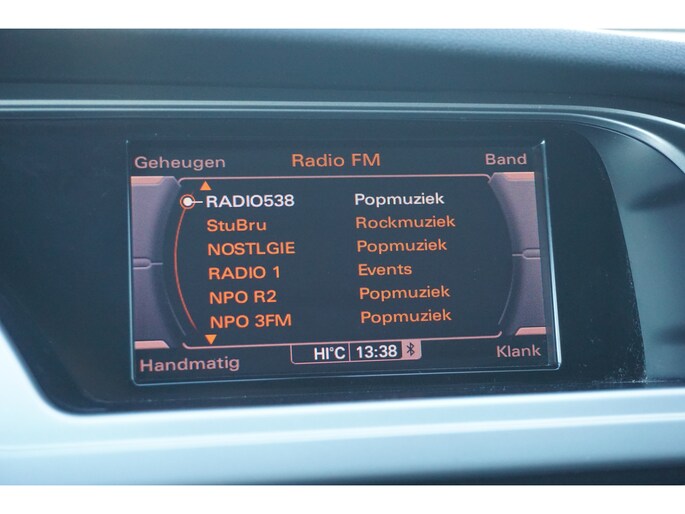 Geheugen Radio FM Band
RADIO538 Popmuziek
StuBru Rockmuziek
NOSTLGIE Popmuziek
RADIO 1 Events
NPO R2 Popmuziek
NPO 3FM Popmuziek
Handmatig HI°C 13:38 Klank